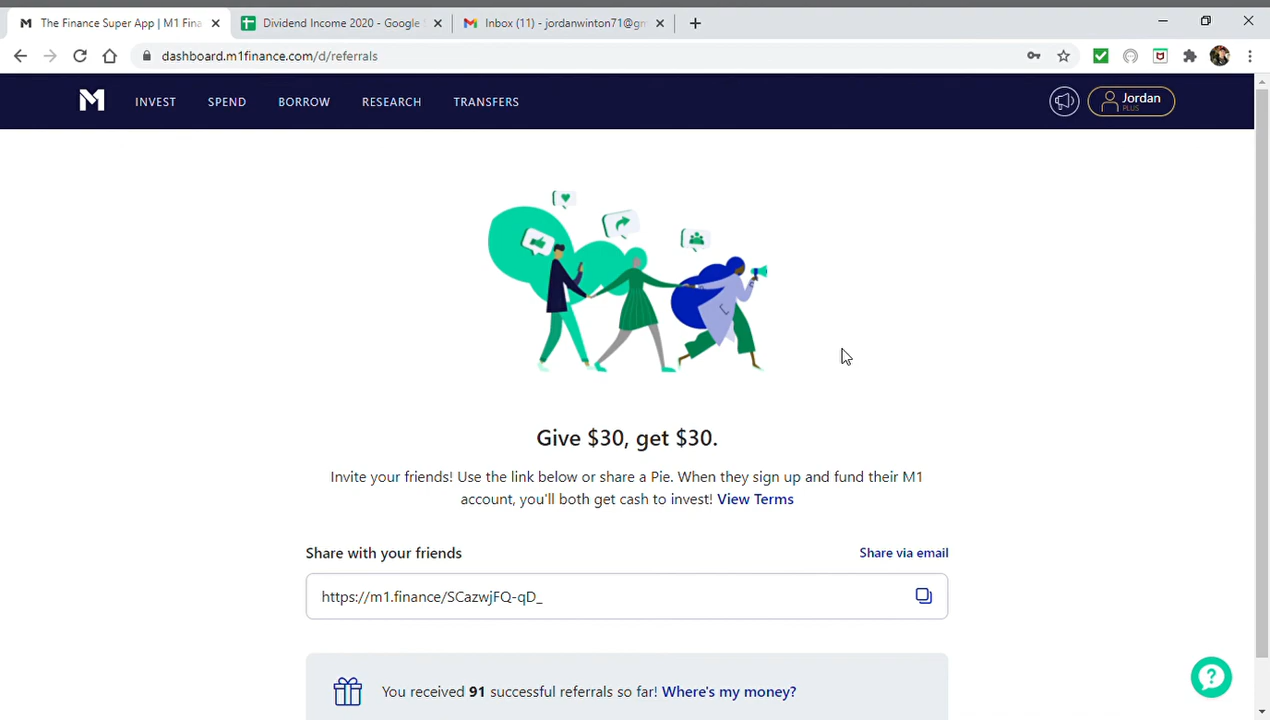 The Finance Super App | M1 Fina
Dividend Income 2020 - Google
Inbox (11) - jordanwinton71@gm
dashboard.m1finance.com/d/referrals
INVEST
SPEND
BORROW
RESEARCH
TRANSFERS
Jordan
PLUS
Give $30, get $30.
Invite your friends! Use the link below or share a Pie. When they sign up and fund their M1
account, you'll both get cash to invest! View Terms
Share with your friends
Share via email
https://m1.finance/SCazwjFQ-qD_
You received 91 successful referrals so far! Where's my money?